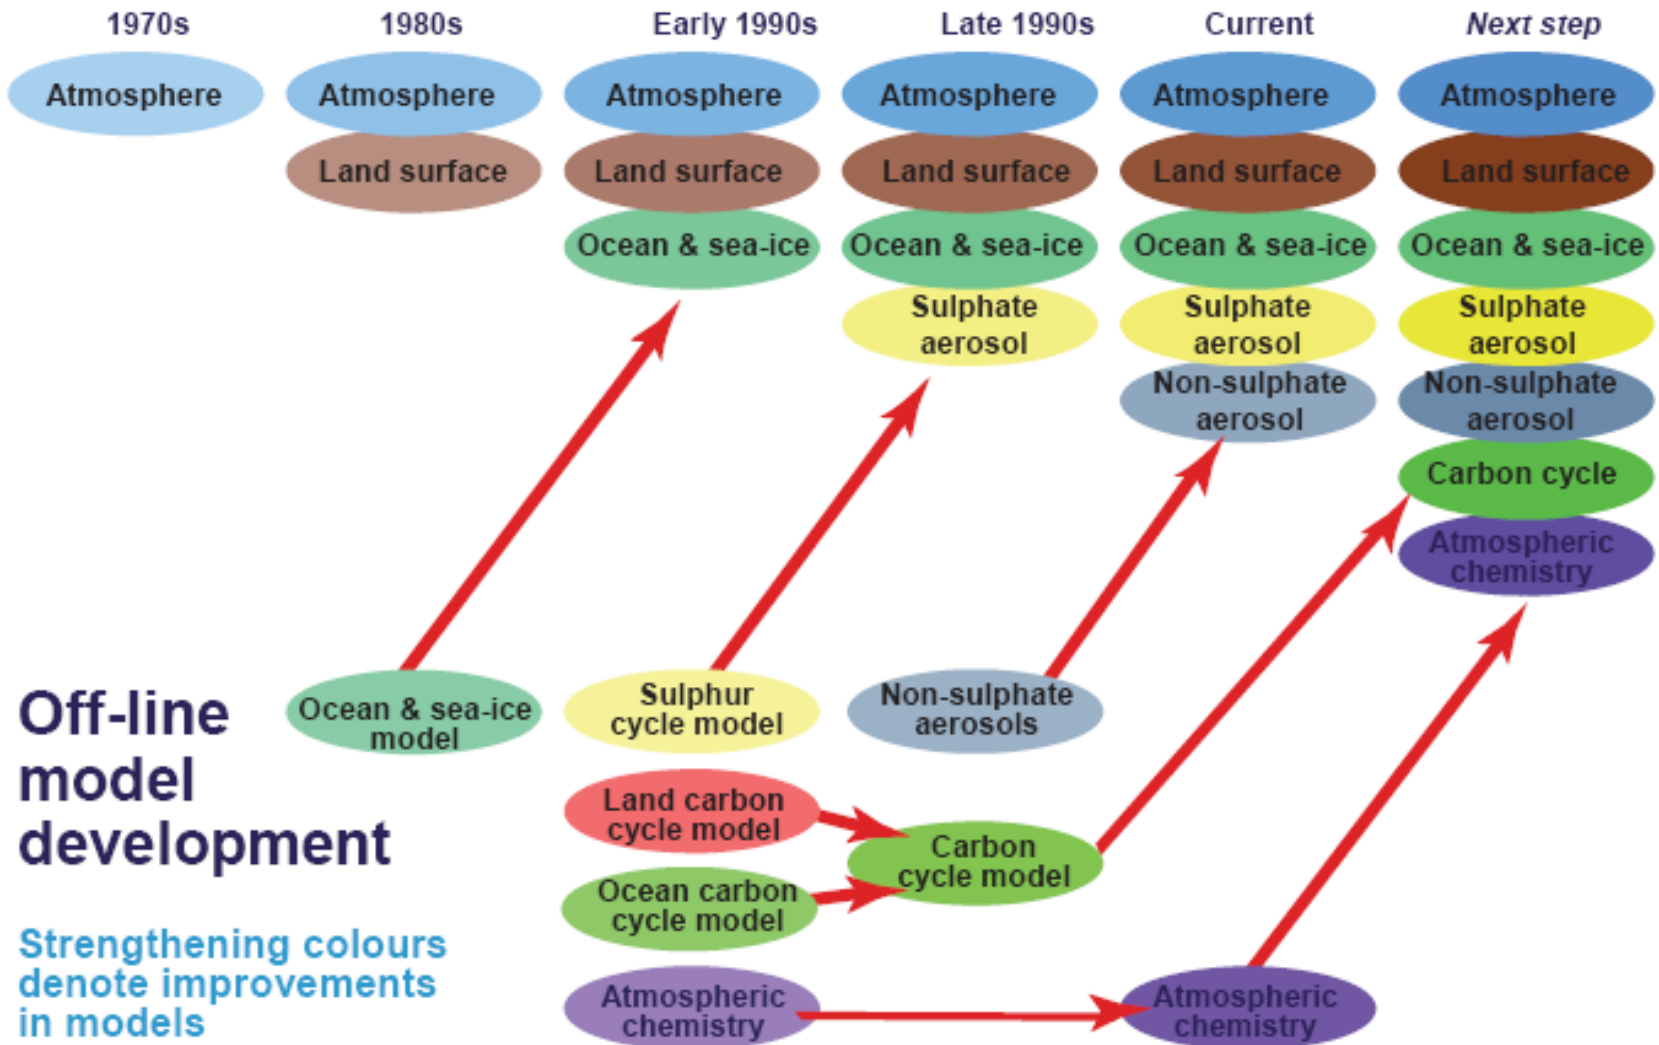 1970s 1980s Early 1990s Late 1990s Current Next step
Atmosphere Atmosphere Atmosphere Atmosphere Atmosphere Atmosphere
Land surface Land surface Land surface Land surface Land surface
Ocean & sea-ice Ocean & sea-ice Ocean & sea-ice Ocean & sea-ice
Sulphate
aerosol
Sulphate
aerosol
Sulphate
aerosol
Non-sulphate
aerosol
Non-sulphate
aerosol
Carbon cycle
Atmospheric
chemistry
Off-line
model
development
Ocean & sea-ice
model
Sulphur
cycle model
Non-sulphate
aerosols
Land carbon
cycle model
Carbon
cycle model
Ocean carbon
cycle model
Strengthening colours
denote improvements
in models
Atmospheric
chemistry
Atmospheric
chemistry